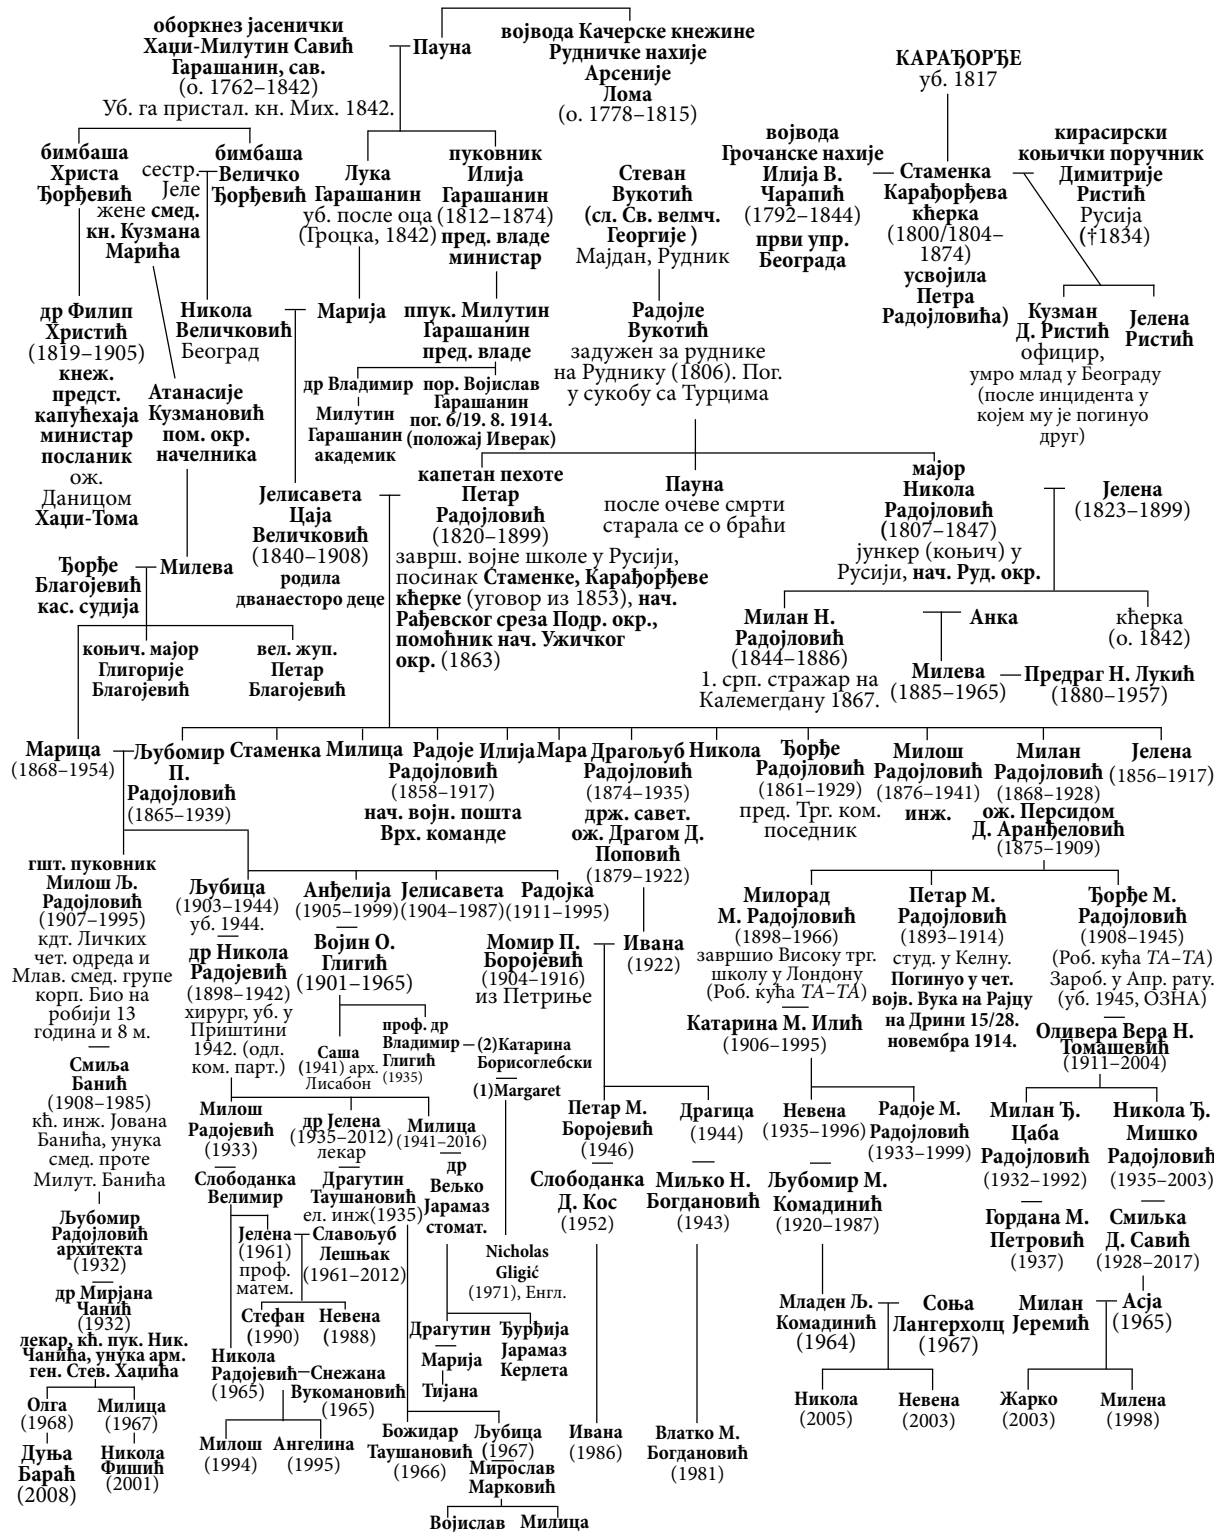 оборкнез јасенички
Хаџи-Милутин Савић
Гарашанин, сав.
(о. 1762–1842)
Уб. га пристал. кн. Мих. 1842.
Пауна
војвода Качерске кнежине
Рудничке нахије
Арсеније
Лома
(о. 1778–1815)
КАРАЂОРЂЕ
уб. 1817
бимбаша
Христа
Ђорђевић
сестр.
Јеле
жене смед.
кн. Кузмана
Марића
бимбаша
Величко
Ђорђевић
Лука
Гарашанин
уб. после оца
(Гроцка, 1842)
пуковник
Илија
Гарашанин
(1812–1874)
пред. владе
министар
Стеван
Вукотић
(сл. Св. велмч.
Георгије )
Мајдан, Рудник
војвода
Грочанске нахије
Илија В.
Чарапић
(1792–1844)
први упр.
Београда
Стаменка
Карађорђева
кћерка
(1800/1804–
1874)
усвојила
Петра
Радојловића)
кирасирски
коњички поручник
Димитрије
Ристић
Русија
(†1834)
др Филип
Христић
(1819–1905)
кнеж.
предст.
капућехаја
министар
посланик
ож.
Даницом
Хаџи-Тома
Никола
Величковић
Београд
Марија
ппук. Милутин
Гарашанин
пред. владе
Радојле
Вукотић
задужен за руднике
на Руднику (1806). Пог.
у сукобу са Турцима
Кузман
Д. Ристић
официр,
умро млад у Београду
(после инцидента у
којем му је погинуо
друг)
Јелена
Ристић
Атанасије
Кузмановић
пом. окр.
начелника
др Владимир
Милутин
Гарашанин
академик
пор. Војислав
Гарашанин
пог. 6/19. 8. 1914.
(положај Иверак)
Јелисавета
Цаја
Величковић
(1840–1908)
родила
дванаесторо деце
капетан пехоте
Петар
Радојловић
(1820–1899)
заврш. војне школе у Русији,
посинак Стаменке, Карађорђеве
кћерке (уговор из 1853), нач.
Рађевског среза Подр. окр.,
помоћник нач. Ужичког
окр. (1863)
Пауна
после очеве смрти
старала се о браћи
мајор
Никола
Радојловић
(1807–1847)
јункер (коњич) у
Русији, нач. Руд. окр.
Јелена
(1823–1899)
Ђорђе
Благојевић
кас. судија
Милева
коњич. мајор
Глигорије
Благојевић
вел. жуп.
Петар
Благојевић
Милан Н.
Радојловић
(1844–1886)
1. срп. стражар на
Калемегдану 1867.
Анка
кћерка
(о. 1842)
Милева
(1885–1965)
Предраг Н. Лукић
(1880–1957)
Марица
(1868–1954)
Љубомир
П.
Радојловић
(1865–1939)
Стаменка
Милица
Радоје
Радојловић
(1858–1917)
нач. војн. пошта
Врх. команде
Илија
Мара
Драгољуб
Радојловић
(1874–1935)
држ. савет.
ож. Драгом Д.
Поповић
(1879–1922)
Никола
Ђорђе
Радојловић
(1861–1929)
пред. Трг. ком.
поседник
Милош
Радојловић
(1876–1941)
инж.
Милан
Радојловић
(1868–1928)
ож. Персидом
Д. Аранђеловић
(1875–1909)
Јелена
(1856–1917)
гшт. пуковник
Милош Љ.
Радојловић
(1907–1995)
кдт. Личких
чет. одреда и
Млав. смед. групе
корп. Био на
робији 13
година и 8 м.
Смиља
Банић
(1908–1985)
кћ. инж. Јована
Банића, унука
смед. проте
Милут. Банића
Љубомир
Радојловић
архитекта
(1932)
др Мирјана
Чанић
(1932)
лекар, кћ. пук. Ник.
Чанића, унука арм.
ген. Стев. Хаџића
Олга
(1968)
Милица
(1967)
Дуња
Бараћ
(2008)
Никола
Фишић
(2001)
Љубица
(1903–1944)
уб. 1944.
др Никола
Радојевић
(1898–1942)
хирург, уб. у
Приштини
1942. (одл.
ком. парт.)
Анђелија
(1905–1999)
Јелисавета
(1904–1987)
Радојка
(1911–1995)
Војин О.
Глигић
(1901–1965)
Саша
(1941) арх.
Лисабон
проф. др
Владимир
Глигић
(1935)
(2)Катарина
Борисоглебски
(1)Margaret
Момир П.
Боројевић
(1904–1916)
из Петриње
Ивана
(1922)
Милорад
М. Радојловић
(1898–1966)
завршио Високу трг.
школу у Лондону
(Роб. кућа ТА–ТА)
Катарина М. Илић
(1906–1995)
Петар М.
Радојловић
(1893–1914)
студ. у Келну.
Погинуо у чет.
војв. Вука на Рајцу
на Дрини 15/28.
новембра 1914.
Ђорђе М.
Радојловић
(1908–1945)
(Роб. кућа ТА–ТА)
Зароб. у Апр. рату.
(уб. 1945, ОЗНА)
Оливера Вера Н.
Томашевић
(1911–2004)
Милош
Радојевић
(1933)
др Јелена
(1935–2012)
лекар
Милица
(1941–2016)
Слободанка
Велимир
Драгутин
Таушановић
ел. инж(1935)
др
Вељко
Јарамаз
стомат.
Јелена
(1961)
проф.
матем.
Славољуб
Лешњак
(1961–2012)
Стефан
(1990)
Невена
(1988)
Никола
Радојевић
(1965)
Снежана
Вукомановић
(1965)
Милош
(1994)
Ангелина
(1995)
Nicholas
Gligić
(1971), Енгл.
Драгутин
Марија
Тијана
Ђурђија
Јарамаз
Керлета
Божидар
Таушановић
(1966)
Љубица
(1967)
Мирослав
Марковић
Војислав
Милица
Петар М.
Боројевић
(1946)
Слободанка
Д. Кос
(1952)
Ивана
(1986)
Драгица
(1944)
Миљко Н.
Богдановић
(1943)
Влатко М.
Богдановић
(1981)
Невена
(1935–1996)
Љубомир М.
Комадинић
(1920–1987)
Радоје М.
Радојловић
(1933–1999)
Младен Љ.
Комадинић
(1964)
Соња
Лангерхолц
(1967)
Никола
(2005)
Невена
(2003)
Милан Ђ.
Цаба
Радојловић
(1932–1992)
Гордана М.
Петровић
(1937)
Никола Ђ.
Мишко
Радојловић
(1935–2003)
Смиљка
Д. Савић
(1928–2017)
Милан
Јеремић
Асја
(1965)
Жарко
(2003)
Милена
(1998)